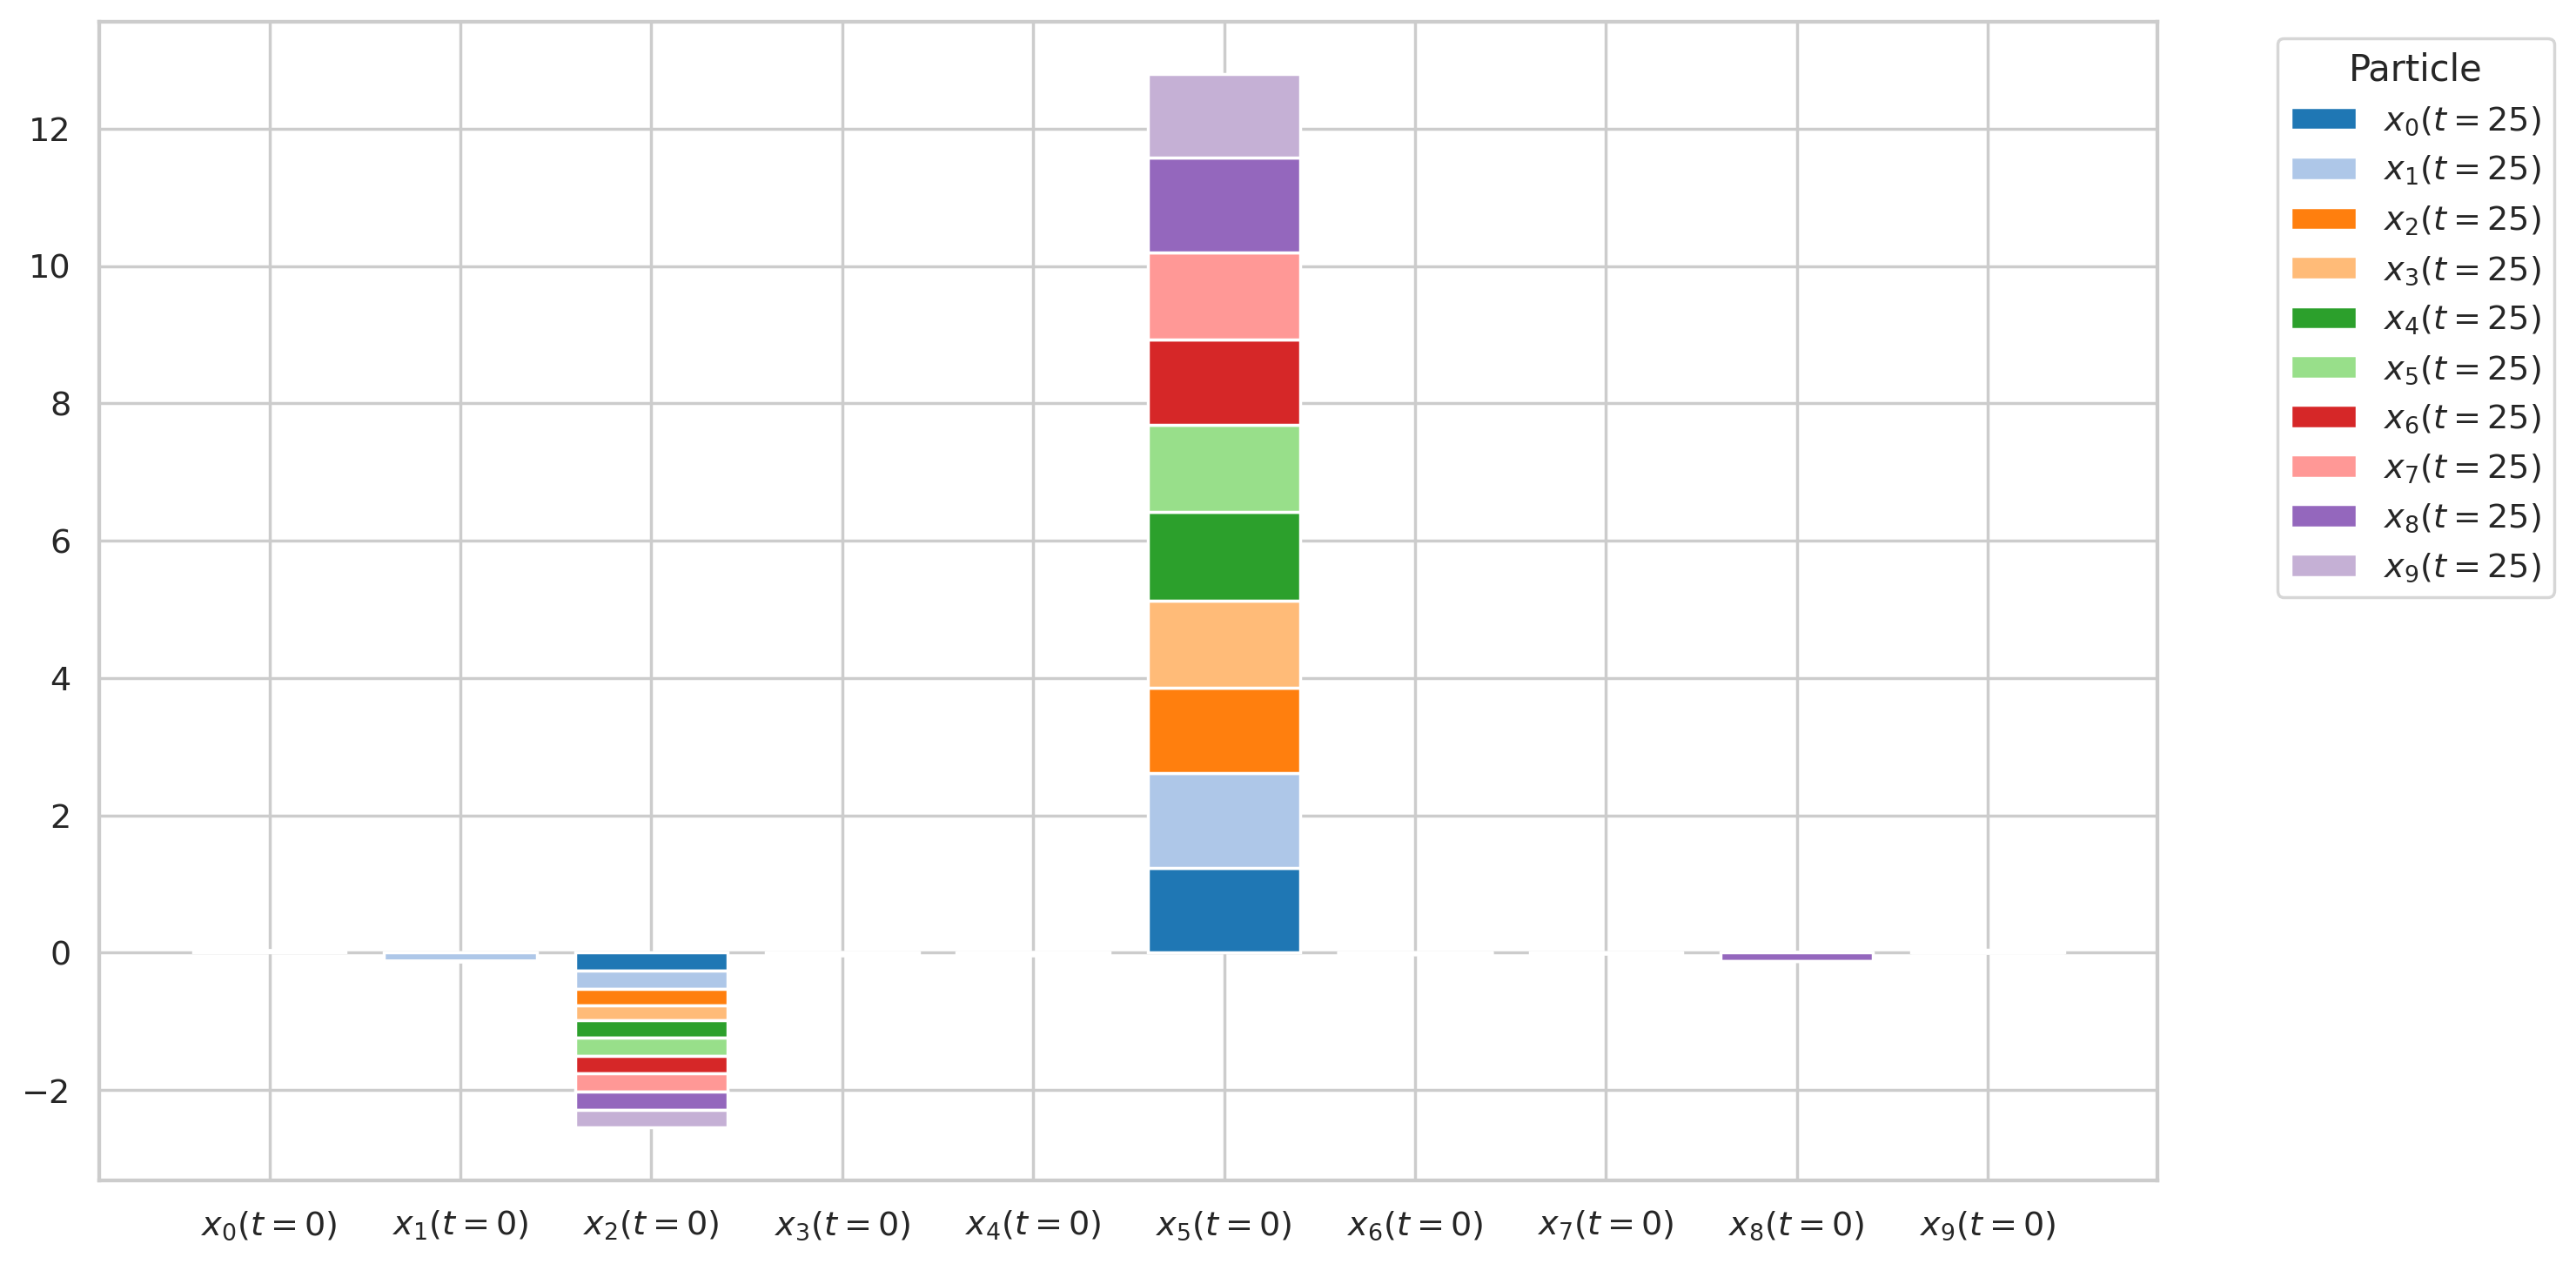 12
10
8
6
4
2
0
−2
x₀(t = 0) x₁(t = 0) x₂(t = 0) x₃(t = 0) x₄(t = 0) x₅(t = 0) x₆(t = 0) x₇(t = 0) x₈(t = 0) x₉(t = 0)
Particle
x₀(t = 25)
x₁(t = 25)
x₂(t = 25)
x₃(t = 25)
x₄(t = 25)
x₅(t = 25)
x₆(t = 25)
x₇(t = 25)
x₈(t = 25)
x₉(t = 25)